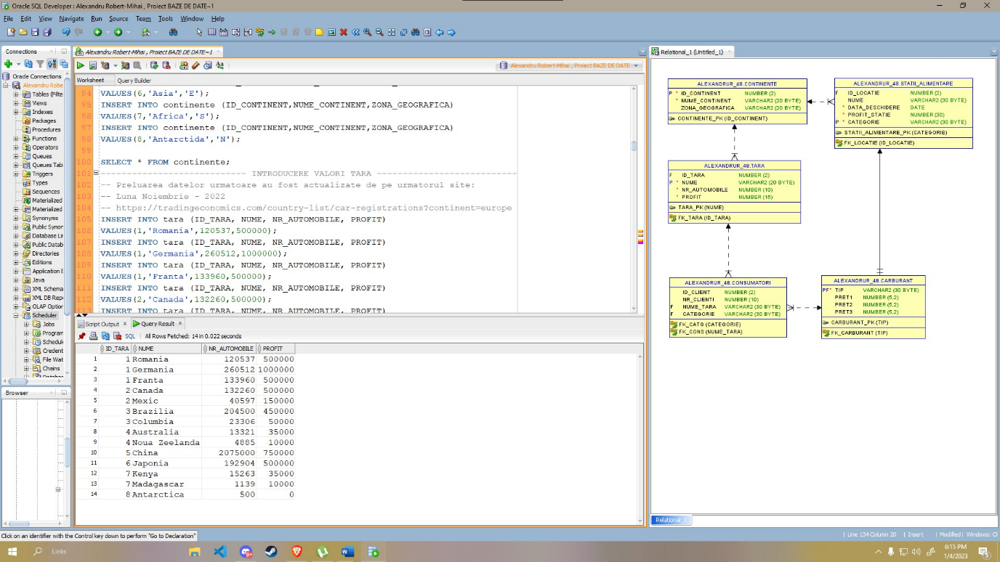 Oracle SQL Developer : Alexandru Robert-Mihai , Proiect BAZE DE DATE~1
File Edit View Navigate Run Source Team Tools Window Help
Connections
Oracle Connections
Alexandru Robe
Tables (Filte
Views
Indexes
Packages
Procedures
Functions
Operators
Queues
Queues Tab
Triggers
Types
Sequences
Materialized
Materialized
Synonyms
Public Synon
Database Lin
Public Datab
Directories
Editions
Application E
Java
XML Schema
XML DB Repo
OLAP Option
Scheduler
Jobs
Program
Schedul
Credent
File Wat
Chains
Browser
Alexandru Robert-Mihai , Proiect BAZE DE DATE~1
Alexandru Robert-Mihai , Proiect BAZE DE DATE
Worksheet Query Builder
94 VALUES(6,'Asia','E');
95 INSERT INTO continente (ID_CONTINENT,NUME_CONTINENT,ZONA_GEOGRAFICA)
96 VALUES(7,'Africa','S');
97 INSERT INTO continente (ID_CONTINENT,NUME_CONTINENT,ZONA_GEOGRAFICA)
98 VALUES(8,'Antarctida','N');
99
100 SELECT * FROM continente;
101 ---------------------------- INTRODUCERE VALORI TARA ---------------------------
102 -- Preluarea datelor urmatoare au fost actualizate de pe urmatorul site:
103 -- Luna Noiembrie - 2022
104 -- https://tradingeconomics.com/country-list/car-registrations?continent=europe
105 INSERT INTO tara (ID_TARA, NUME, NR_AUTOMOBILE, PROFIT)
106 VALUES(1,'Romania',120537,500000);
107 INSERT INTO tara (ID_TARA, NUME, NR_AUTOMOBILE, PROFIT)
108 VALUES(1,'Germania',260512,1000000);
109 INSERT INTO tara (ID_TARA, NUME, NR_AUTOMOBILE, PROFIT)
110 VALUES(1,'Franta',133960,500000);
111 INSERT INTO tara (ID_TARA, NUME, NR_AUTOMOBILE, PROFIT)
112 VALUES(2,'Canada',132260,500000);
113 INSERT INTO tara (ID_TARA, NUME, NR_AUTOMOBILE, PROFIT)
Script Output Query Result
SQL All Rows Fetched: 14 in 0.022 seconds
ID_TARA NUME NR_AUTOMOBILE PROFIT
1 1 Romania 120537 500000
2 1 Germania 260512 1000000
3 1 Franta 133960 500000
4 2 Canada 132260 500000
5 2 Mexic 40597 150000
6 3 Brazilia 204500 450000
7 3 Columbia 23306 50000
8 4 Australia 13321 35000
9 4 Noua Zeelanda 4885 10000
10 5 China 2075000 750000
11 6 Japonia 192904 500000
12 7 Kenya 15263 35000
13 7 Madagascar 1139 10000
14 8 Antarctica 500 0
Relational_1 (Untitled_1)
ALEXANDRUR_48.CONTINENTE
P * ID_CONTINENT NUMBER (2)
* NUME_CONTINENT VARCHAR2 (20 BYTE)
ZONA_GEOGRAFICA VARCHAR2 (20 BYTE)
CONTINENTE_PK (ID_CONTINENT)
ALEXANDRUR_48.STATII_ALIMENTARE
F ID_LOCATIE NUMBER (2)
NUME VARCHAR2 (30 BYTE)
* DATA_DESCHIDERE DATE
* PROFIT_STATIE NUMBER (30)
P * CATEGORIE VARCHAR2 (30 BYTE)
STATII_ALIMENTARE_PK (CATEGORIE)
FK_LOCATIE (ID_LOCATIE)
ALEXANDRUR_48.TARA
F ID_TARA NUMBER (2)
P * NUME VARCHAR2 (20 BYTE)
* NR_AUTOMOBILE NUMBER (10)
* PROFIT NUMBER (15)
TARA_PK (NUME)
FK_TARA (ID_TARA)
ALEXANDRUR_48.CONSUMATORI
ID_CLIENT NUMBER (2)
NR_CLIENTI NUMBER (10)
F NUME_TARA VARCHAR2 (30 BYTE)
F CATEGORIE VARCHAR2 (30 BYTE)
FK_CATG (CATEGORIE)
FK_CONS (NUME_TARA)
ALEXANDRUR_48.CARBURANT
PF* TIP VARCHAR2 (30 BYTE)
PRET1 NUMBER (5,2)
PRET2 NUMBER (5,2)
PRET3 NUMBER (5,2)
CARBURANT_PK (TIP)
FK_CARBURANT (TIP)
Relational_1
Click on an identifier with the Control key down to perform "Go to Declaration"
Line 134 Column 20 Insert Modified Windows: Cl
Links
6:15 PM
1/4/2023
5